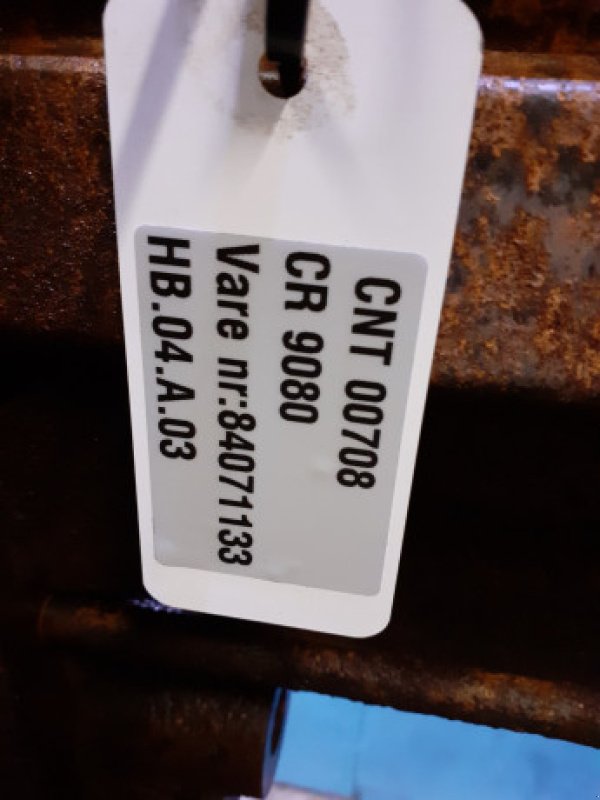 CNT 00708
CR 9080
Vare nr:84071133
HB.04.A.03